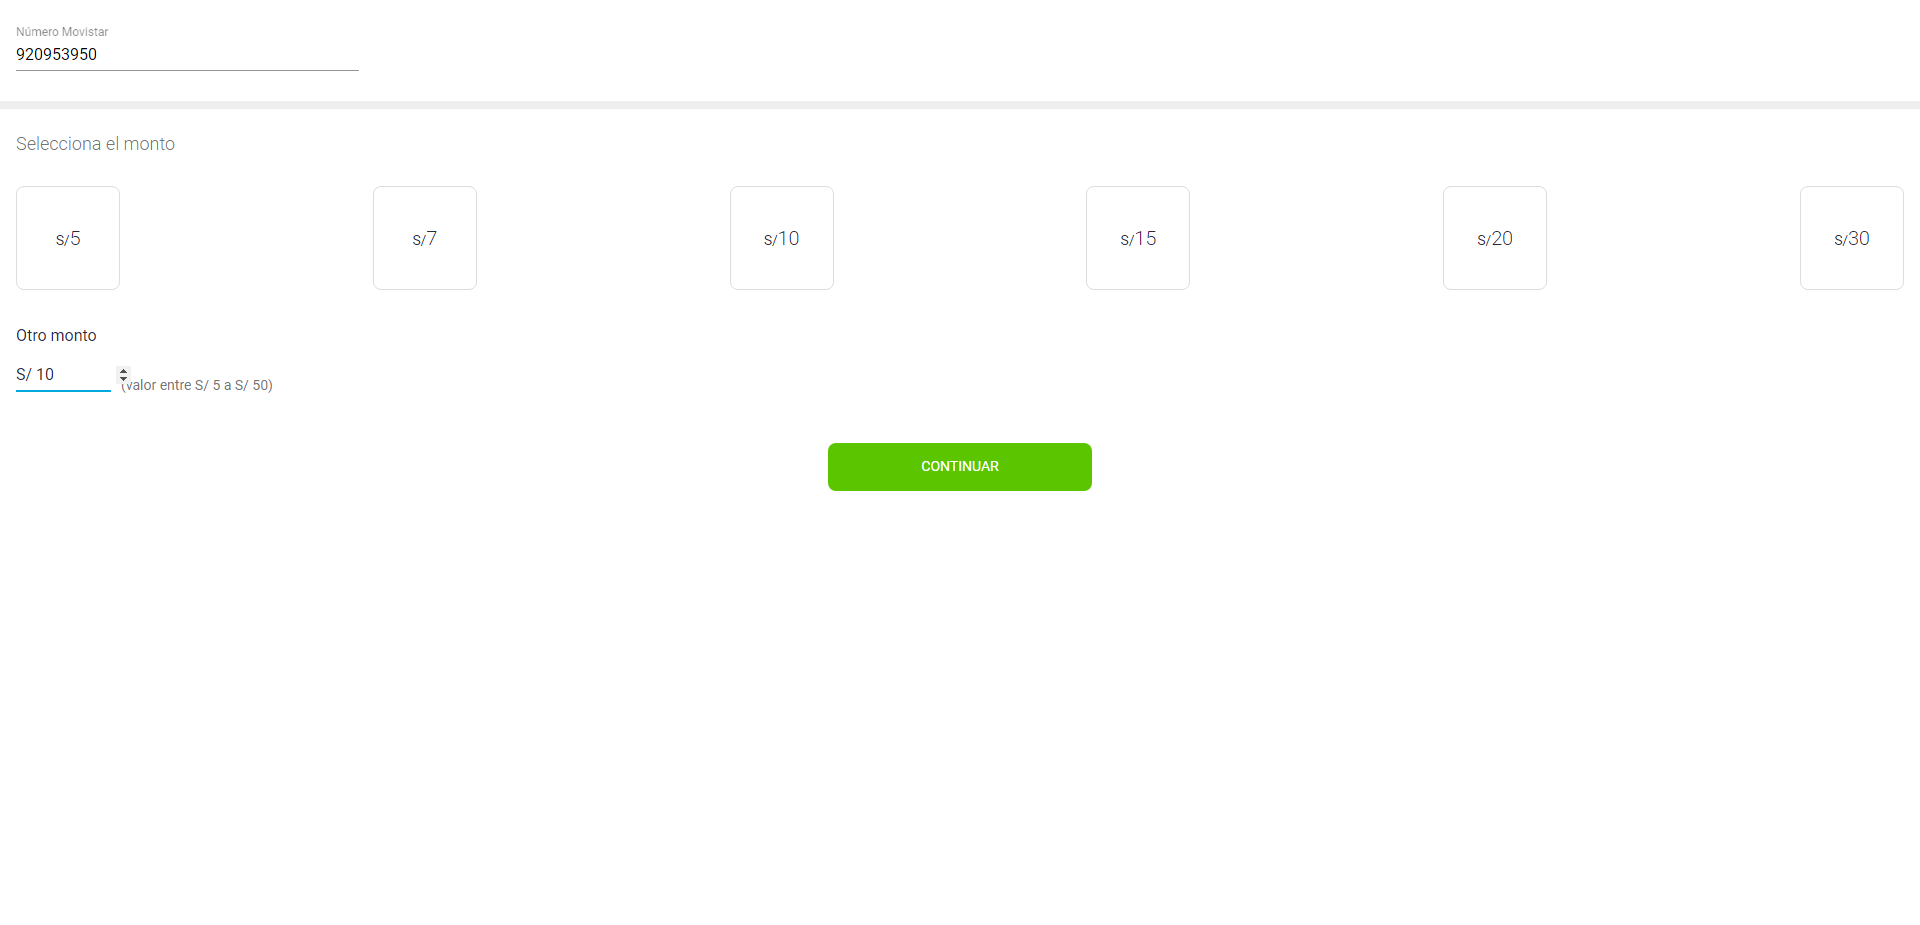 Número Movistar
920953950
Selecciona el monto
s/5
s/7
s/10
s/15
s/20
s/30
Otro monto
S/ 10
(valor entre S/ 5 a S/ 50)
CONTINUAR